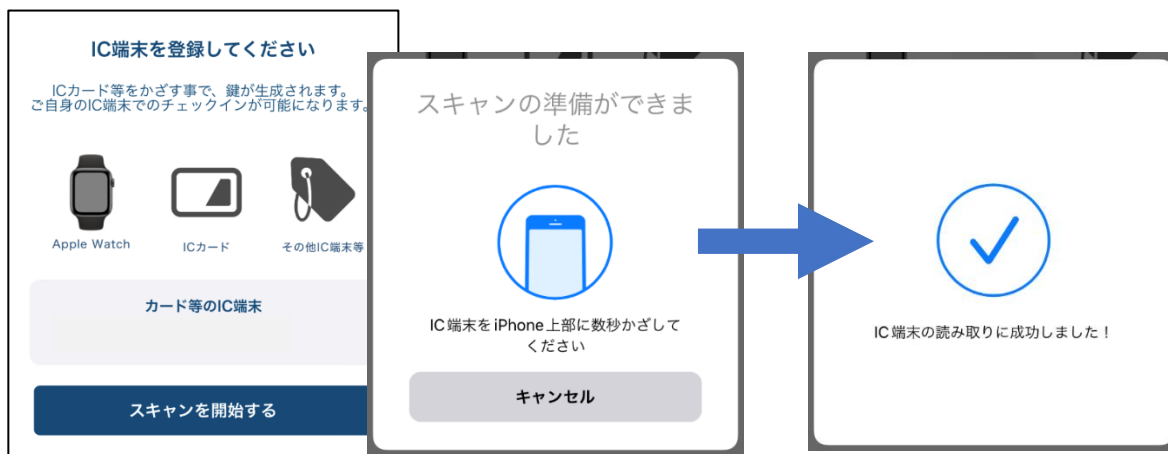 IC端末を登録してください
ICカード等をかざす事で、鍵が生成されます。
ご自身のIC端末でのチェックインが可能になります。
Apple Watch
ICカード
その他IC端末等
カード等のIC端末
スキャンを開始する
スキャンの準備ができま
した
IC端末をiPhone上部に数秒かざして
ください
キャンセル
IC端末の読み取りに成功しました！